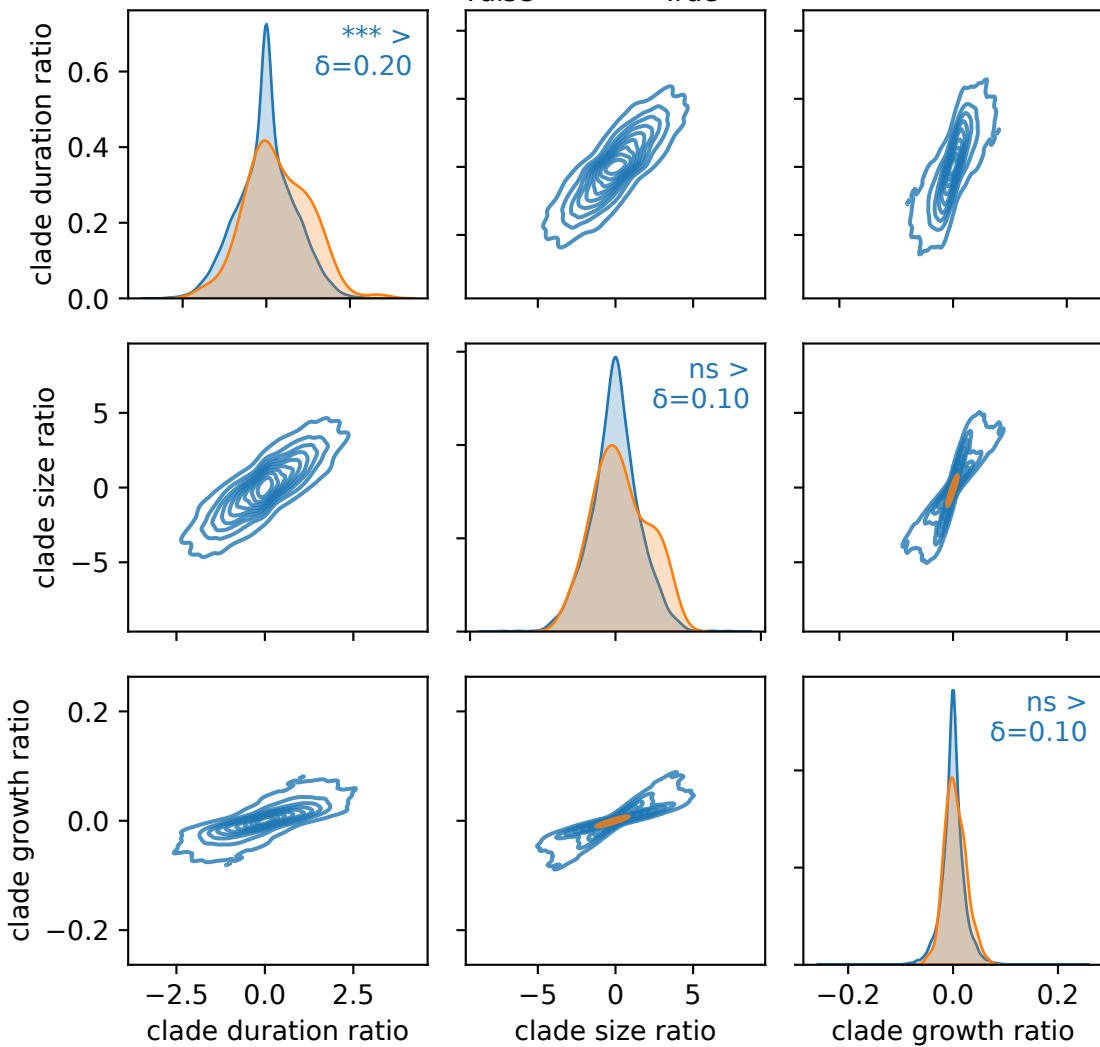 clade duration ratio
0.6
0.4
0.2
0.0
*** >
δ=0.20
clade size ratio
5
0
−5
ns >
δ=0.10
clade growth ratio
0.2
0.0
−0.2
ns >
δ=0.10
−2.5 0.0 2.5
−5 0 5
−0.2 0.0 0.2
clade duration ratio
clade size ratio
clade growth ratio